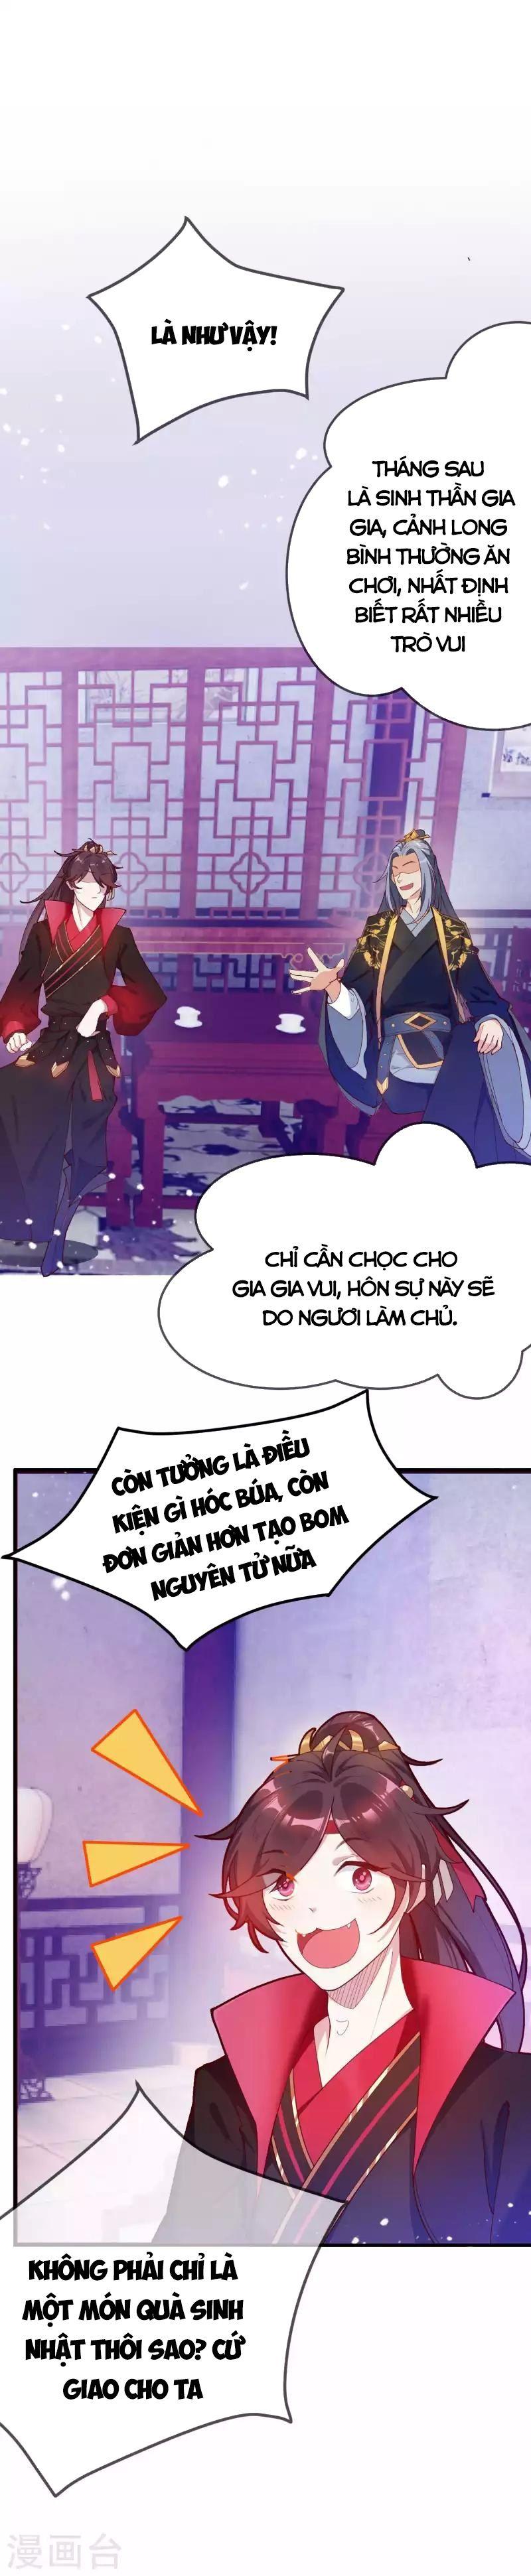 LÀ NHƯ VẬY!
THÁNG SAU
LÀ SINH THẦN GIA
GIA, CẢNH LONG
BÌNH THƯỜNG ĂN
CHƠI, NHẤT ĐỊNH
BIẾT RẤT NHIỀU
TRÒ VUI
CHỈ CẦN CHỌC CHO
GIA GIA VUI, HÔN SỰ NÀY SẼ
DO NGƯƠI LÀM CHỦ.
CÒN TƯỞNG LÀ ĐIỀU
KIỆN GÌ HÓC BÚA, CÒN
ĐƠN GIẢN HƠN TẠO BOM
NGUYÊN TỬ NỮA
KHÔNG PHẢI CHỈ LÀ
MỘT MÓN QUÀ SINH
NHẬT THÔI SAO? CỨ
GIAO CHO TA
漫画台